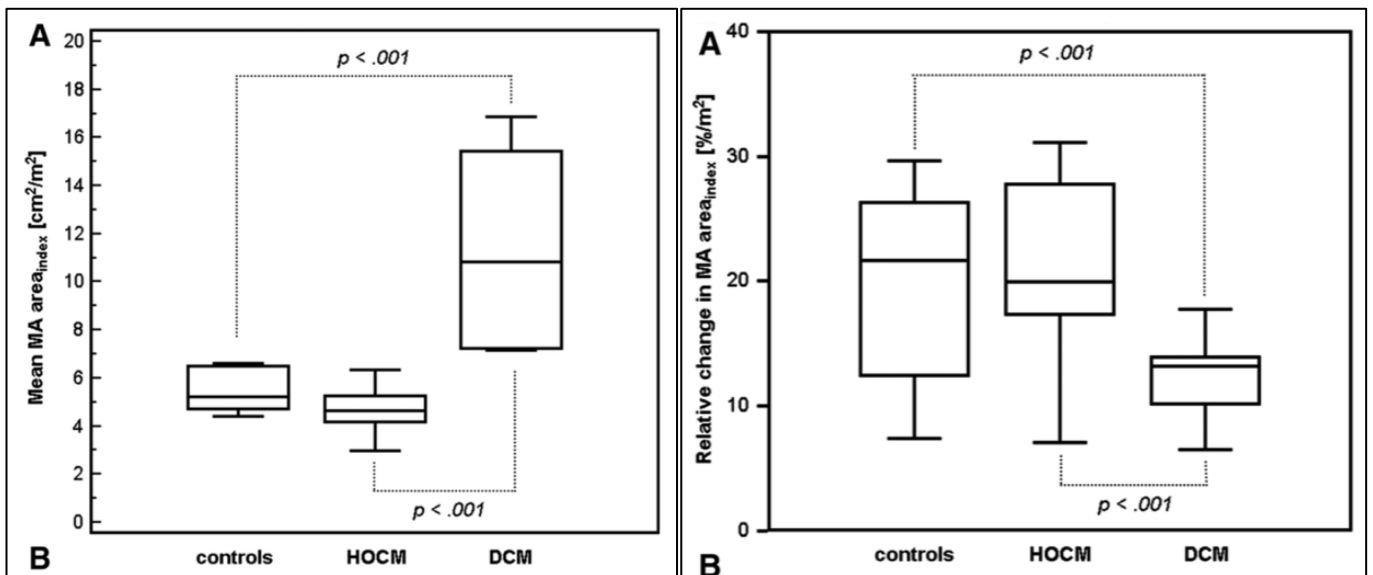 A
Mean MA area_index [cm²/m²]
20
18
16
14
12
10
8
6
4
2
0
p < .001
p < .001
controls HOCM DCM
B
A
Relative change in MA area_index [%/m²]
40
30
20
10
0
p < .001
p < .001
controls HOCM DCM
B